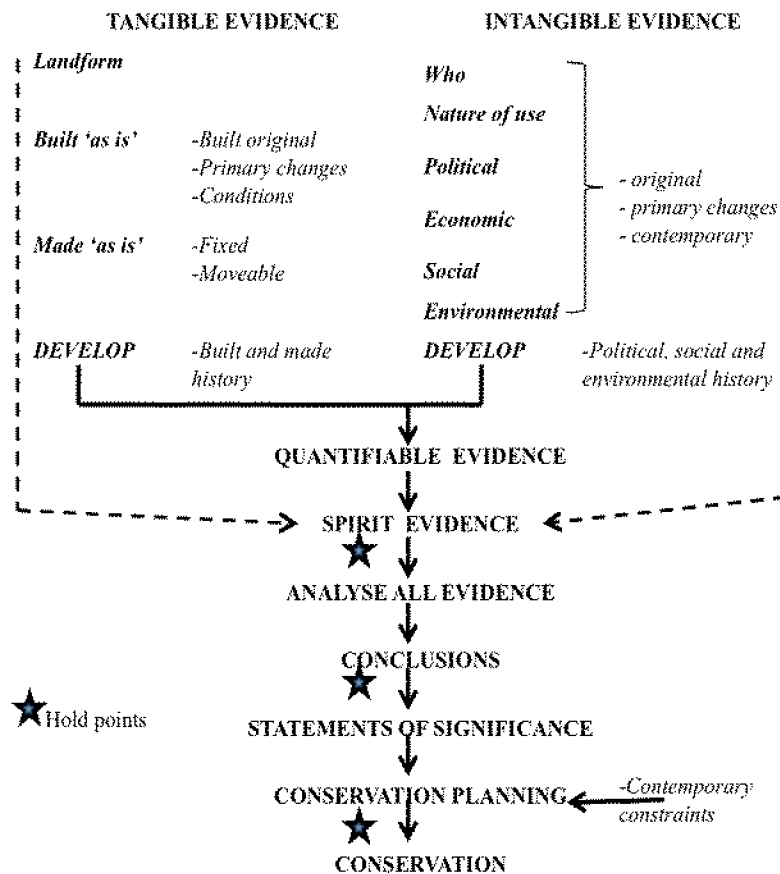 TANGIBLE EVIDENCE
INTANGIBLE EVIDENCE
Landform
Built ‘as is’
-Built original
-Primary changes
-Conditions
Made ‘as is’
-Fixed
-Moveable
DEVELOP
-Built and made
history
Who
Nature of use
Political
Economic
Social
Environmental
- original
- primary changes
- contemporary
DEVELOP
-Political, social and
environmental history
QUANTIFIABLE EVIDENCE
SPIRIT EVIDENCE
ANALYSE ALL EVIDENCE
CONCLUSIONS
Hold points
STATEMENTS OF SIGNIFICANCE
CONSERVATION PLANNING
-Contemporary
constraints
CONSERVATION